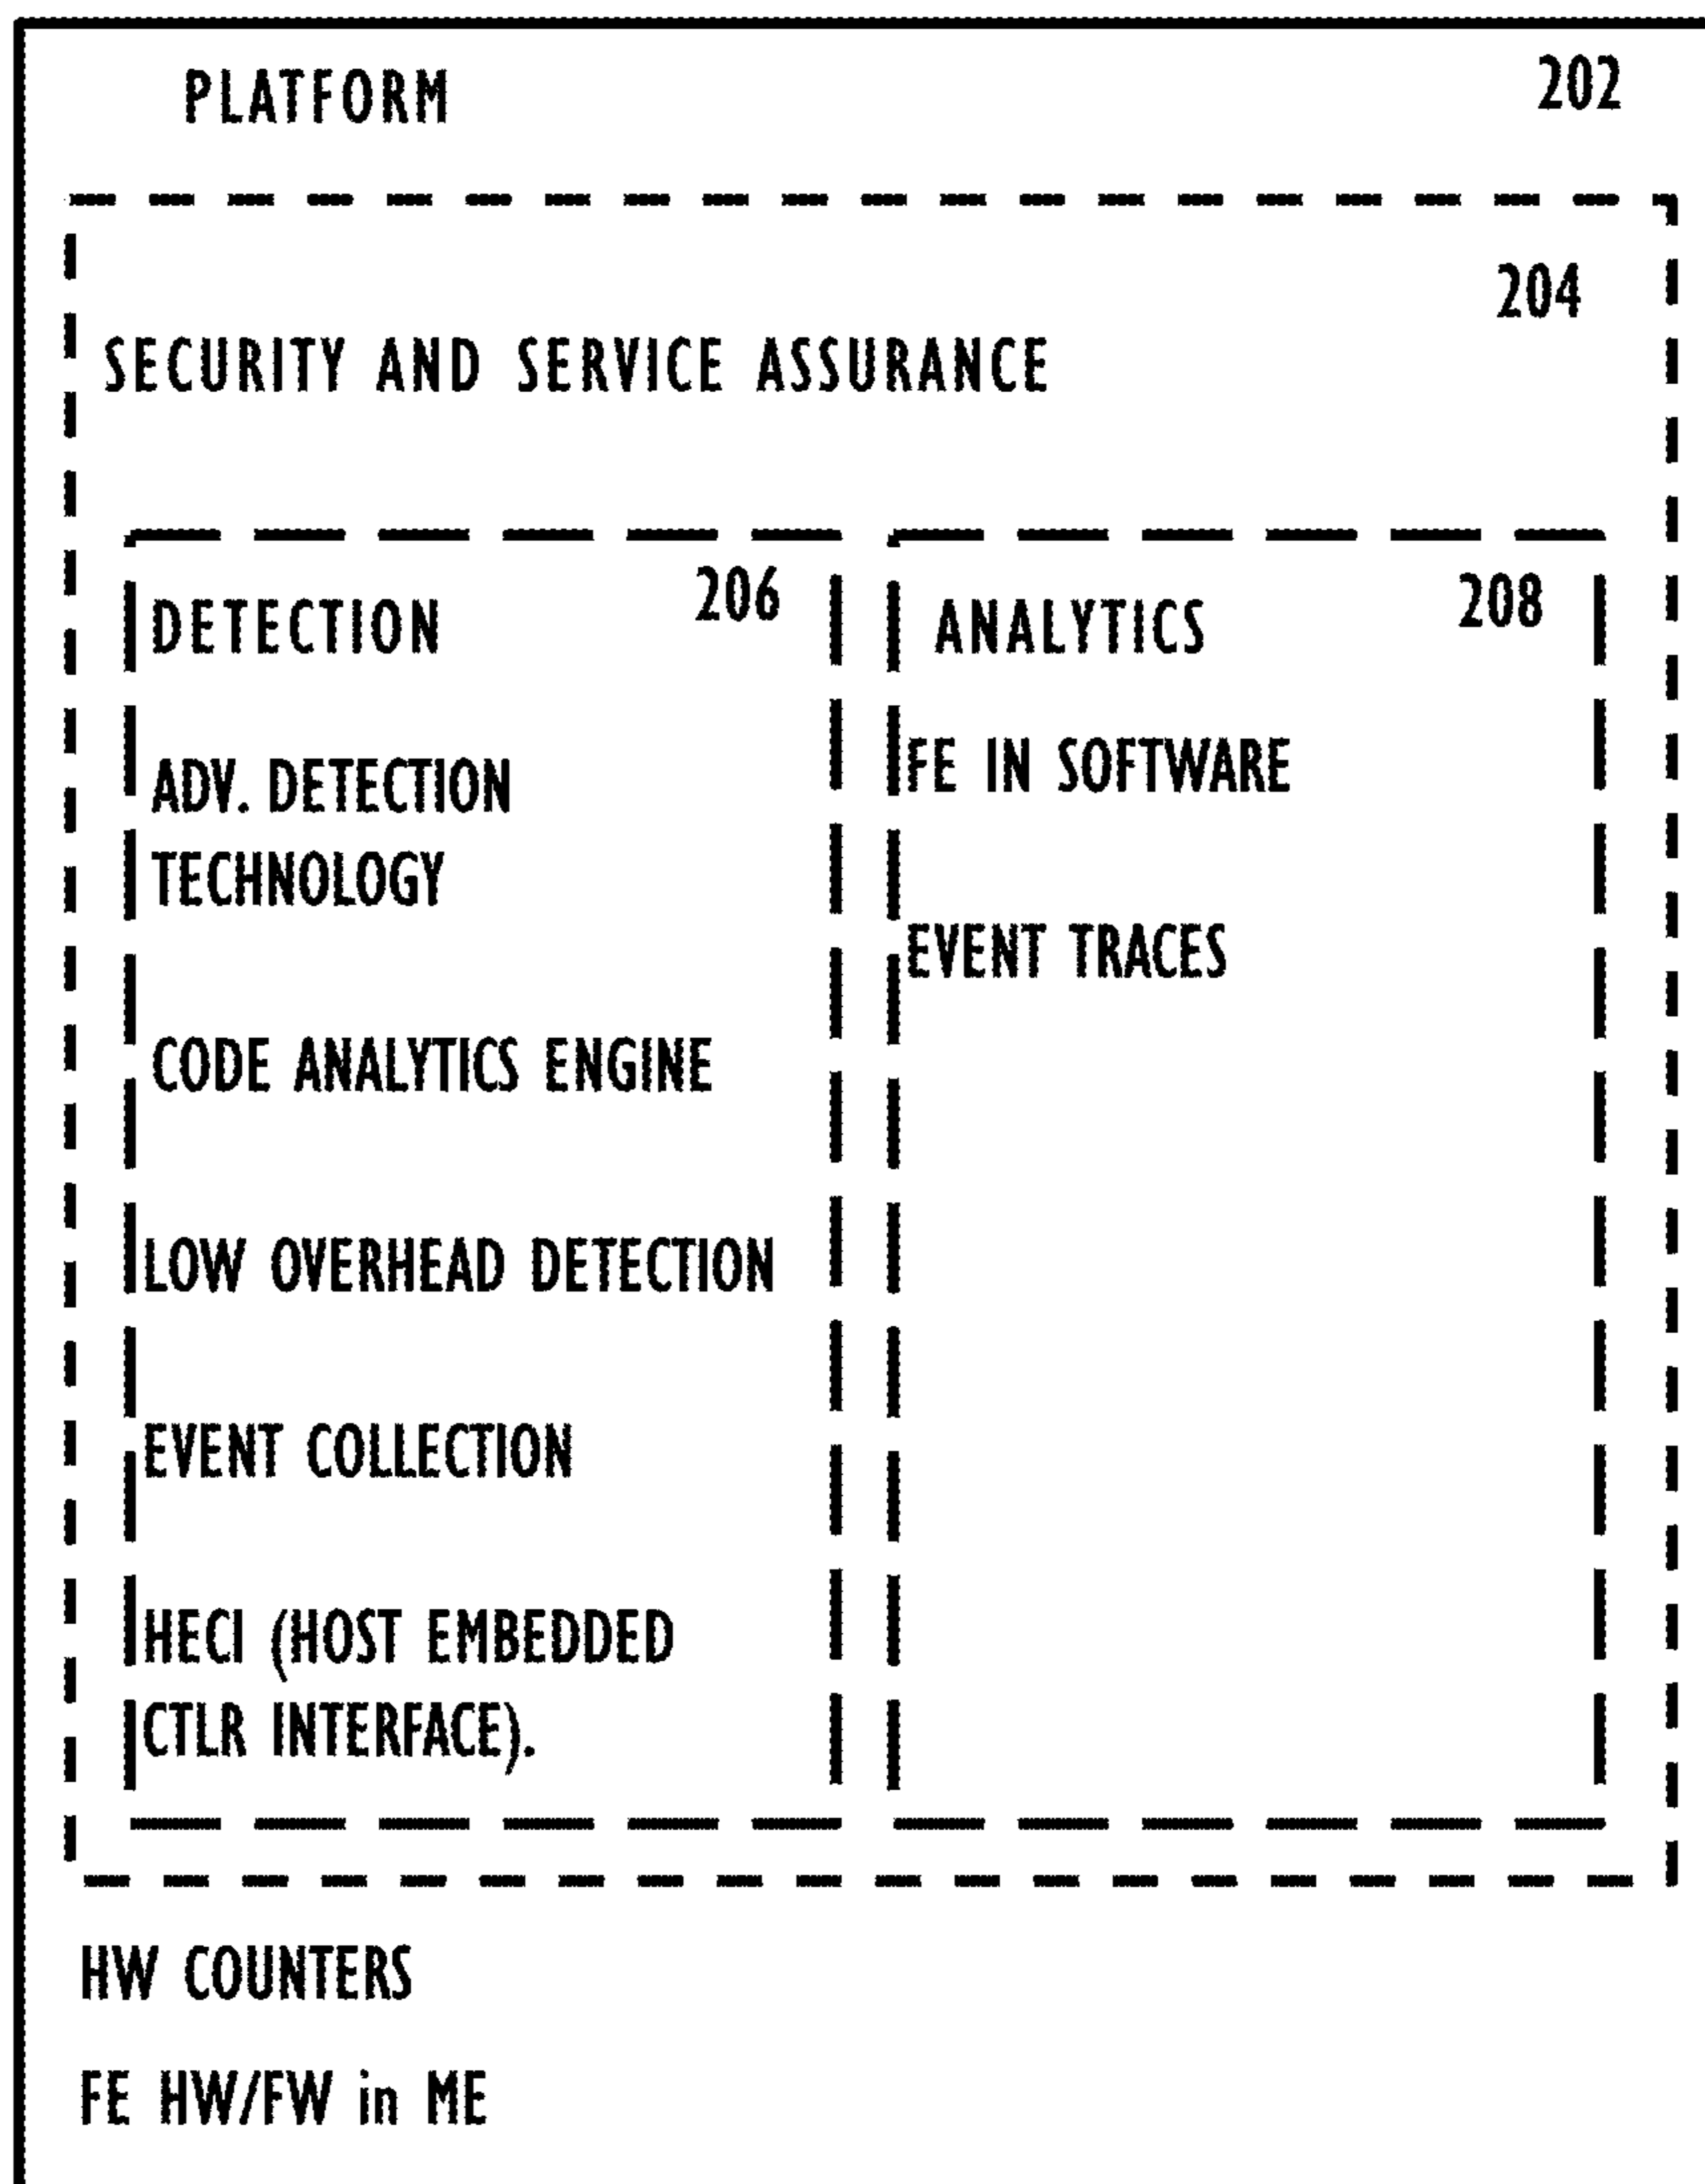 PLATFORM 202
204
SECURITY AND SERVICE ASSURANCE
DETECTION 206
ADV. DETECTION
TECHNOLOGY
CODE ANALYTICS ENGINE
LOW OVERHEAD DETECTION
EVENT COLLECTION
HECI (HOST EMBEDDED
CTLR INTERFACE).
ANALYTICS 208
FE IN SOFTWARE
EVENT TRACES
HW COUNTERS
FE HW/FW in ME